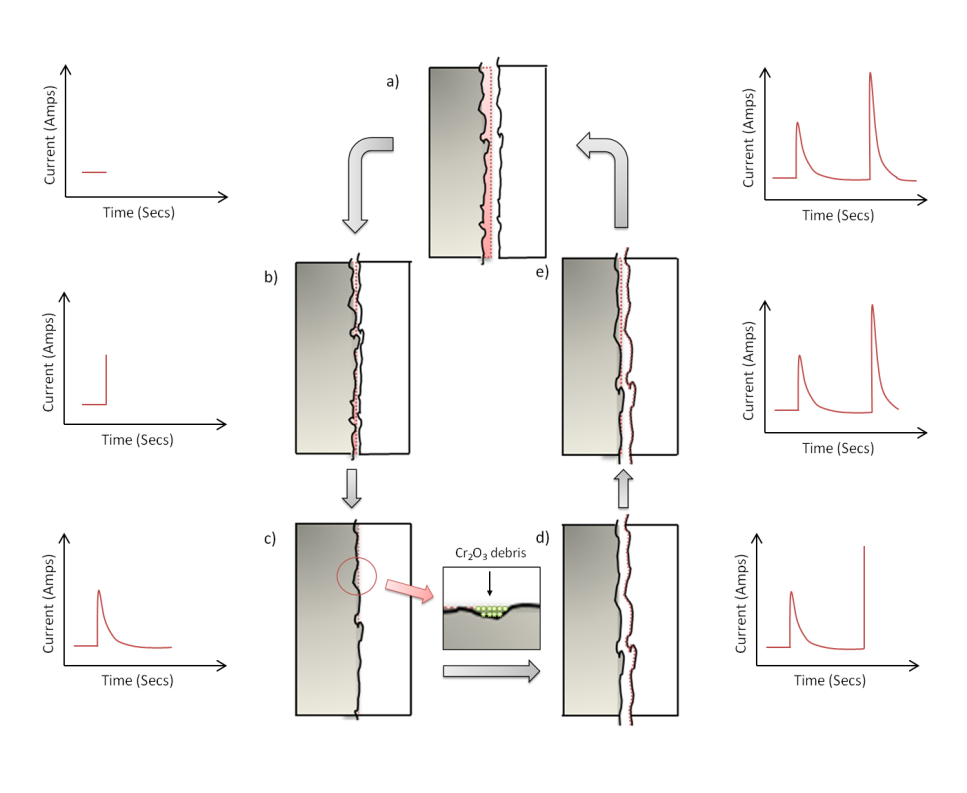 a)
Current (Amps)
Time (Secs)
Current (Amps)
Time (Secs)
b)
e)
Current (Amps)
Time (Secs)
Current (Amps)
Time (Secs)
c)
Cr₂O₃ debris
d)
Current (Amps)
Time (Secs)
Current (Amps)
Time (Secs)